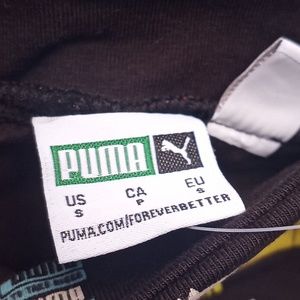 PUMA
US CA EU
S P S
PUMA.COM/FOREVERBETTER